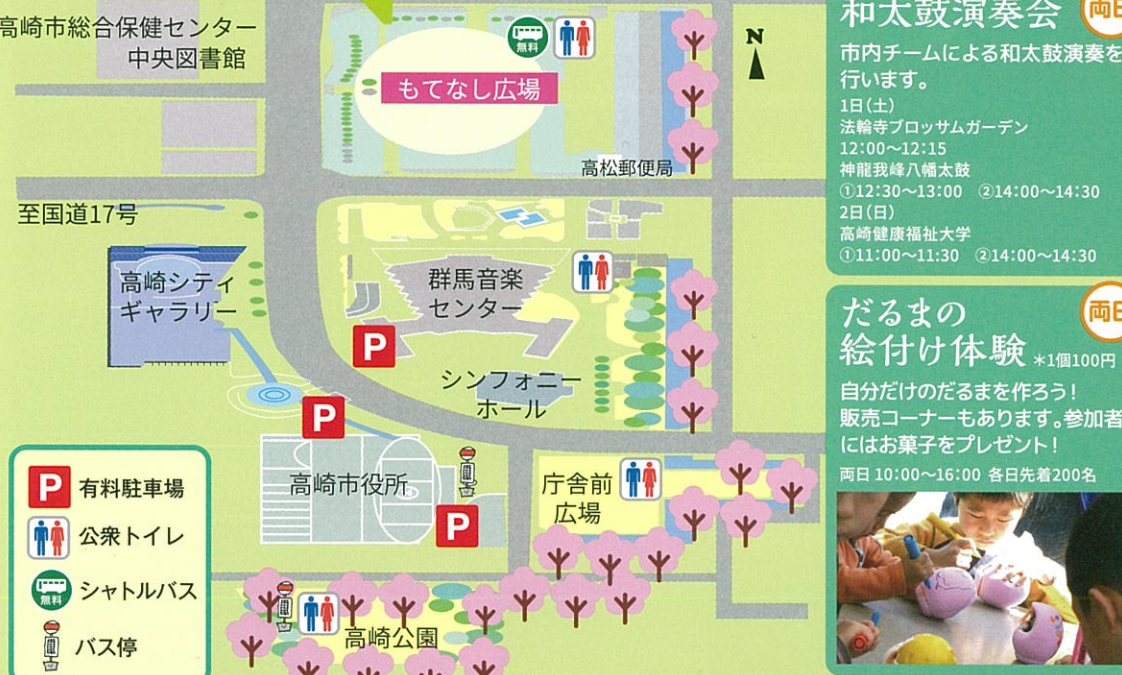 高崎市総合保健センター
中央図書館
無料
もてなし広場
N
高松郵便局
至国道17号
高崎シティ
ギャラリー
群馬音楽
センター
P
シンフォニー
ホール
P
高崎市役所
P
庁舎前
広場
高崎公園
P 有料駐車場
公衆トイレ
無料 シャトルバス
バス停
和太鼓演奏会
両日
市内チームによる和太鼓演奏を
行います。
1日(土)
法輪寺ブロッサムガーデン
12:00〜12:15
神龍我峰八幡太鼓
①12:30〜13:00 ②14:00〜14:30
2日(日)
高崎健康福祉大学
①11:00〜11:30 ②14:00〜14:30
両日
だるまの
絵付け体験 *1個100円
自分だけのだるまを作ろう!
販売コーナーもあります。参加者
にはお菓子をプレゼント!
両日 10:00〜16:00 各日先着200名